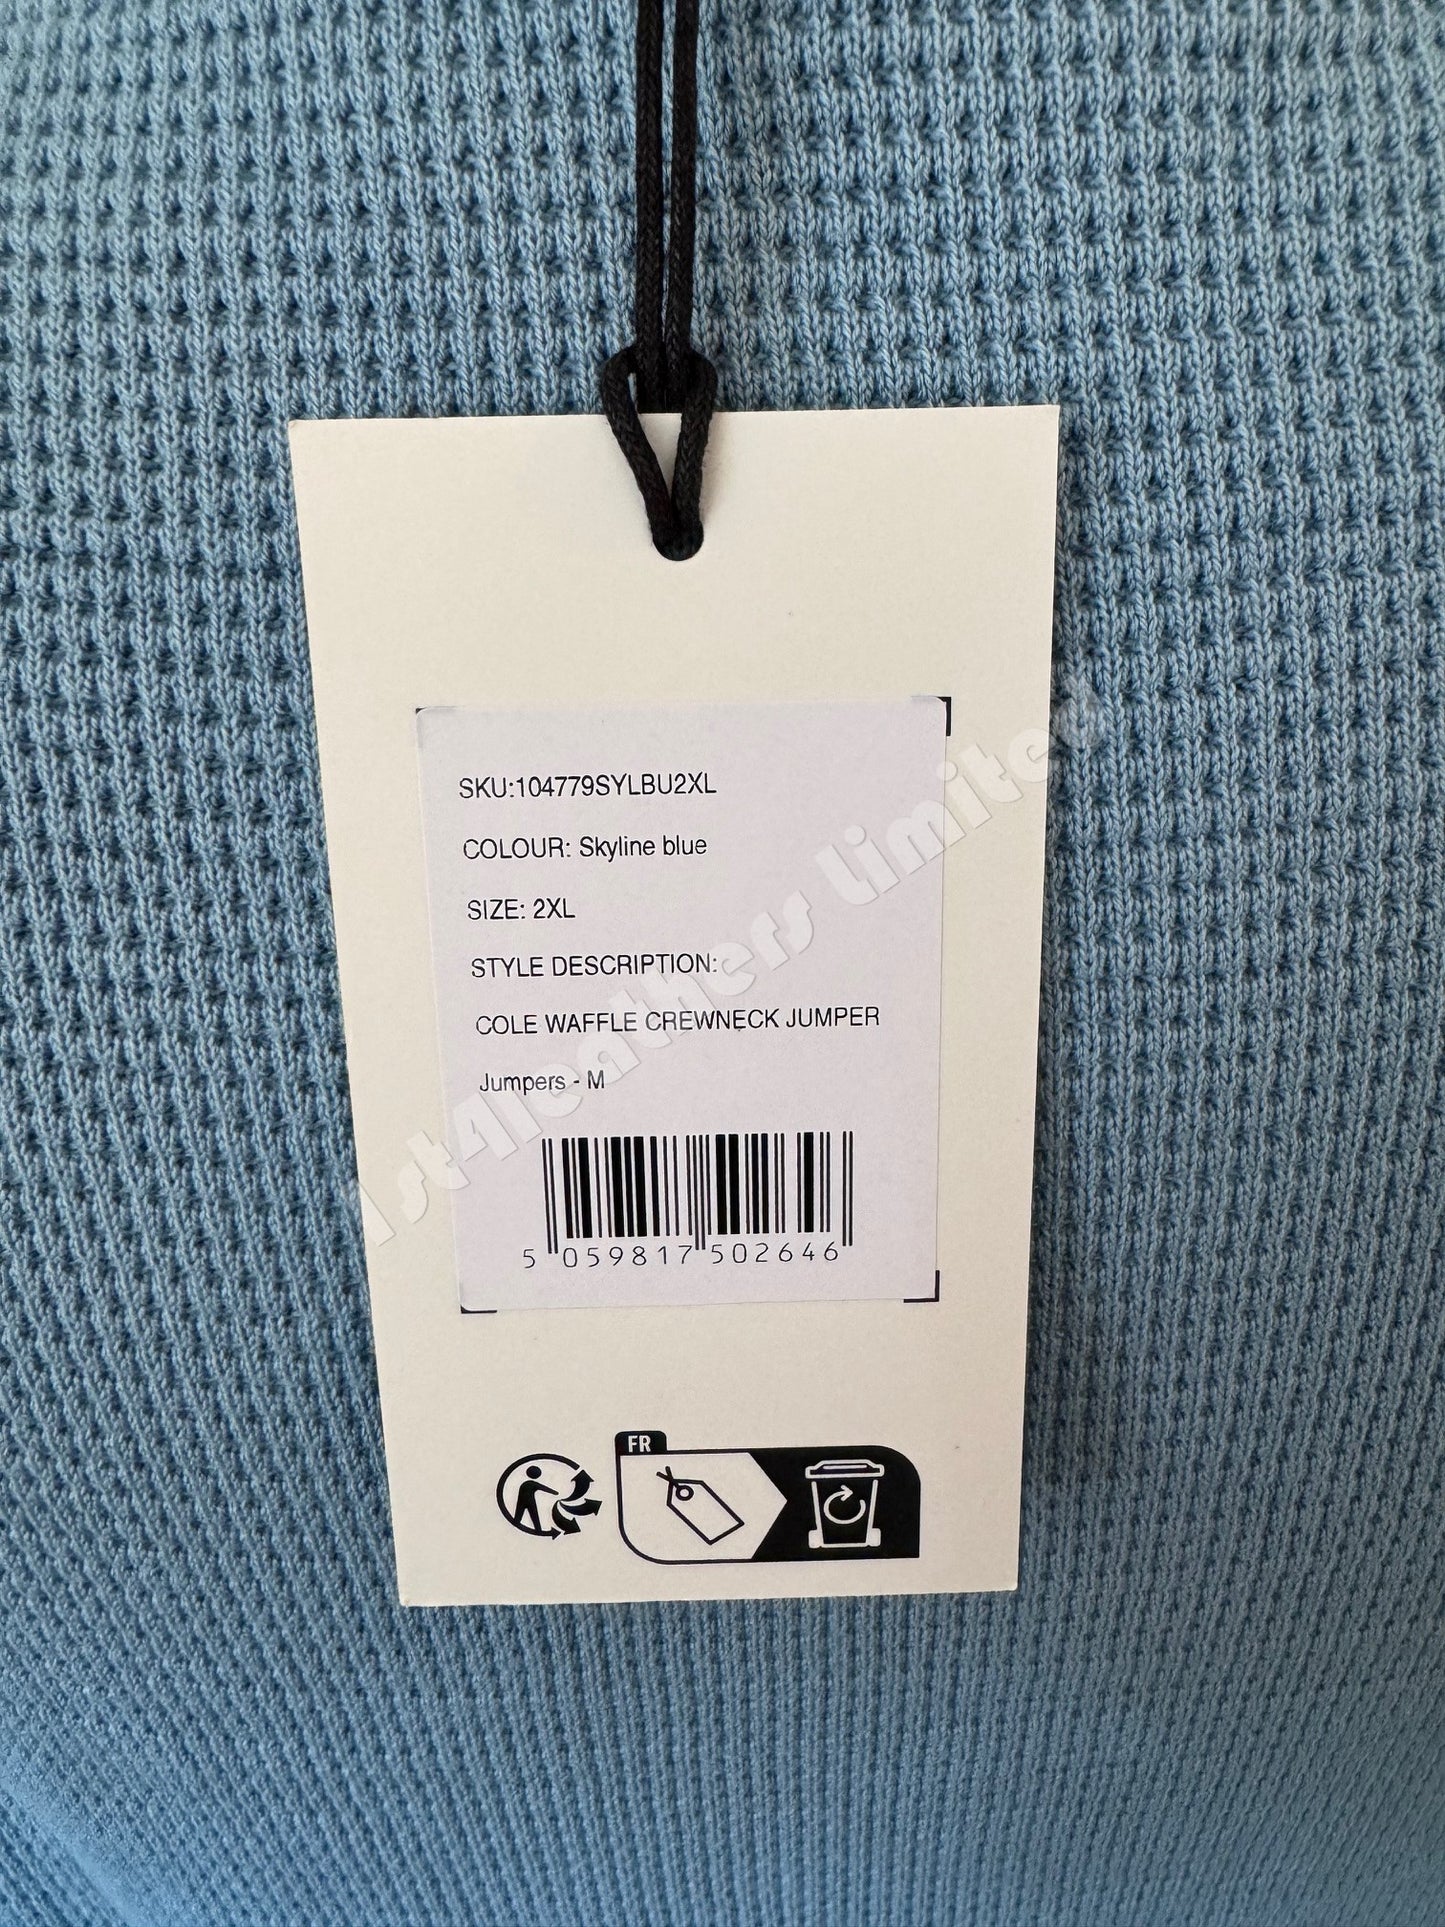 SKU:104779SYLBU2XL
COLOUR: Skyline blue
SIZE: 2XL
STYLE DESCRIPTION:
COLE WAFFLE CREWNECK JUMPER
Jumpers - M
5 059817 502646
FR
1st4leathers limited